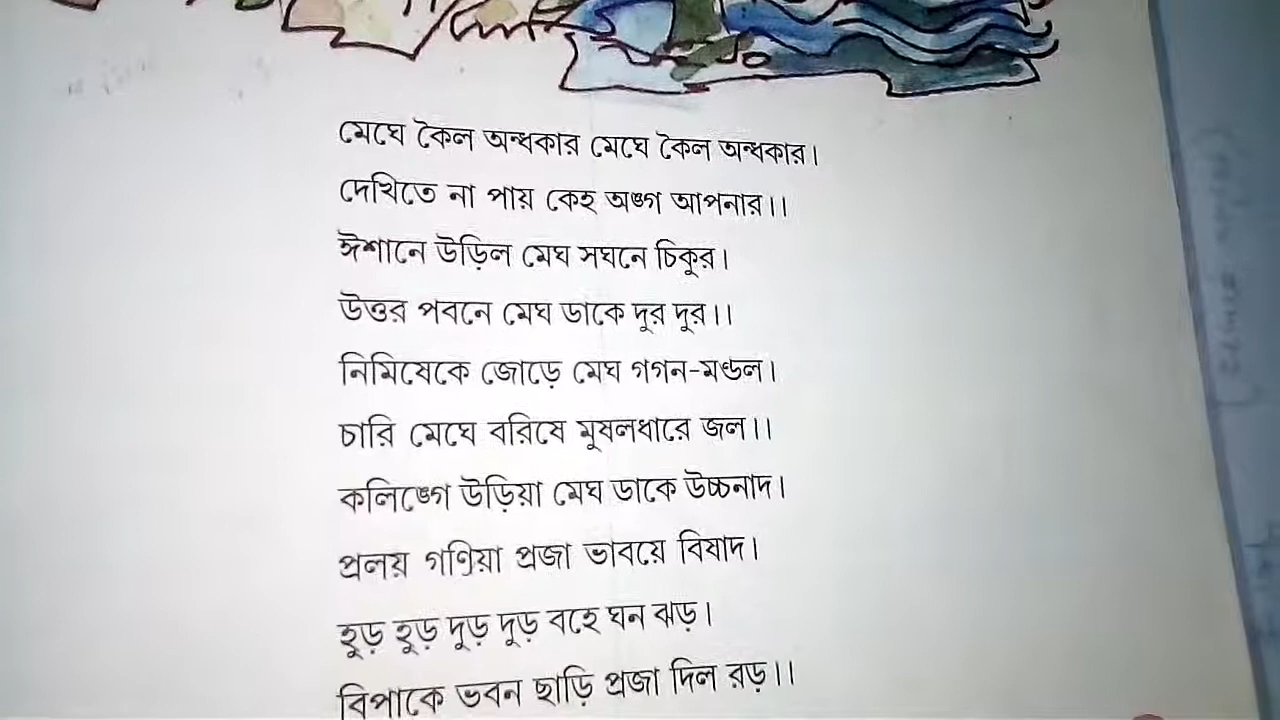 মেঘে কৈল অন্ধকার মেঘে কৈল অন্ধকার।
দেখিতে না পায় কেহ অঙ্গ আপনার।।
ঈশানে উড়িল মেঘ সঘনে চিকুর।
উত্তর পবনে মেঘ ডাকে দুর দুর।।
নিমিষেকে জোড়ে মেঘ গগন-মণ্ডল।
চারি মেঘে বরিষে মুষলধারে জল।।
কলিঙ্গে উড়িয়া মেঘ ডাকে উচ্চনাদ।
প্রলয় গণিয়া প্রজা ভাবয়ে বিষাদ।
হুড় হুড় দুড় দুড় বহে ঘন ঝড়।
বিপাকে ভবন ছাড়ি প্রজা দিল রড়।।